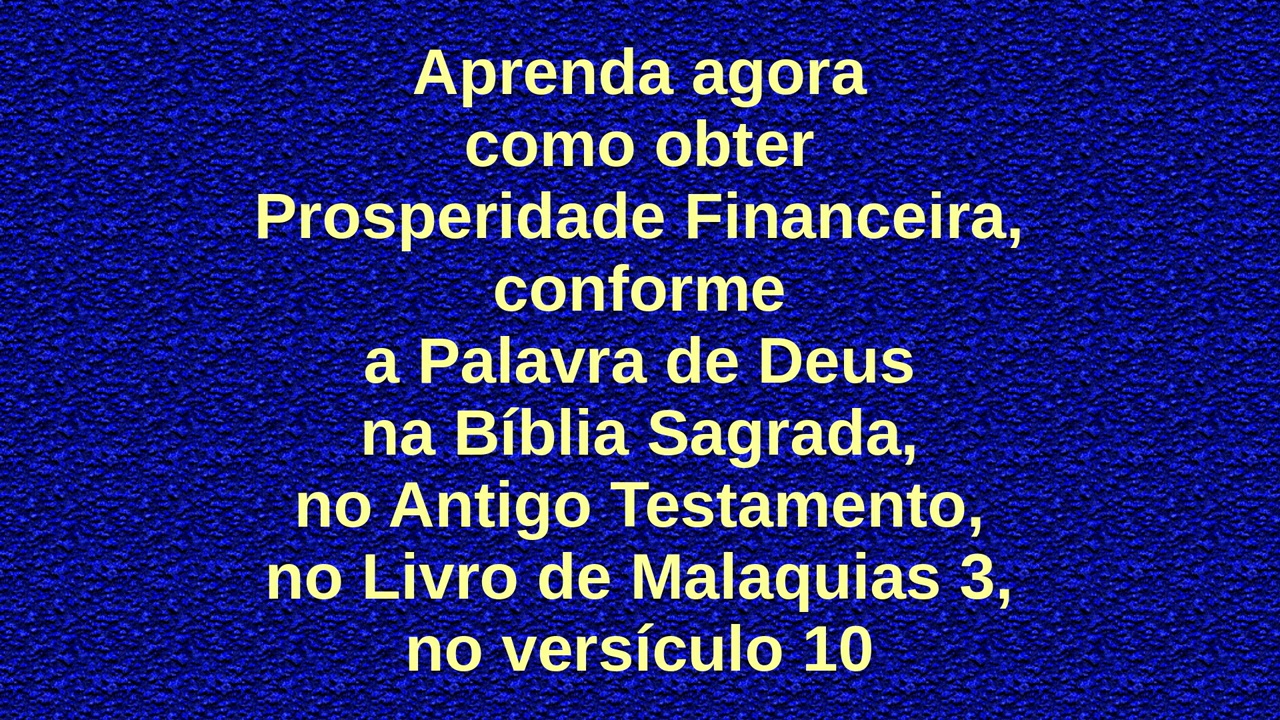 Aprenda agora
como obter
Prosperidade Financeira,
conforme
a Palavra de Deus
na Bíblia Sagrada,
no Antigo Testamento,
no Livro de Malaquias 3,
no versículo 10